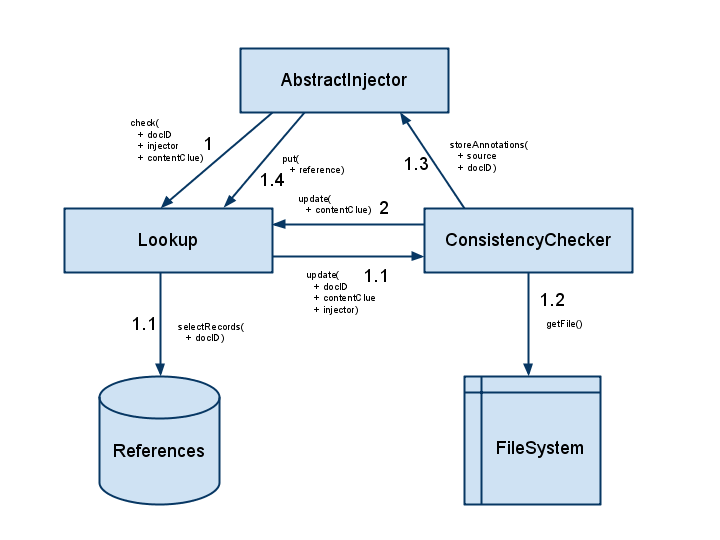 AbstractInjector
check(
+ docID
+ injector
+ contentClue)
1
put(
+ reference)
1.4
storeAnnotations(
+ source
+ docID)
1.3
update(
+ contentClue)
2
Lookup
ConsistencyChecker
update(
+ docID
+ contentClue
+ injector)
1.1
1.1
selectRecords(
+ docID)
1.2
getFile()
References
FileSystem